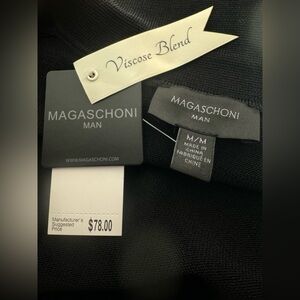 Viscose Blend
MAGASCHONI
MAN
WWW.MAGASCHONI.COM
Manufacturer's
Suggested
Price
$78.00
MAGASCHONI
MAN
M/M
MADE IN
CHINA
FABRIQUÉ EN
CHINE